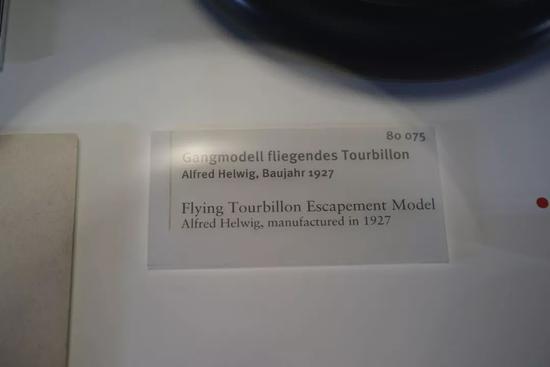 80 075
Gangmodell fliegendes Tourbillon
Alfred Helwig, Baujahr 1927
Flying Tourbillon Escapement Model
Alfred Helwig, manufactured in 1927